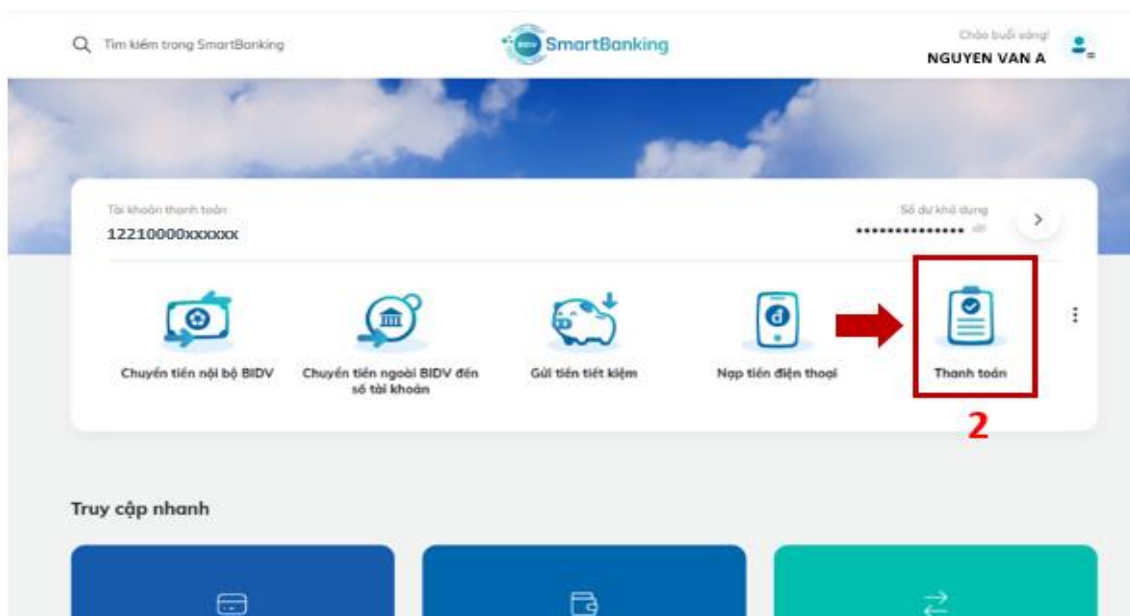 Tìm kiếm trong SmartBanking
BIDV SmartBanking
Chào buổi sáng!
NGUYEN VAN A
Tài khoản thanh toán
12210000xxxxxx
Số dư khả dụng
•••••••••••••• VND
Chuyển tiền nội bộ BIDV
Chuyển tiền ngoài BIDV đến
số tài khoản
Gửi tiền tiết kiệm
Nạp tiền điện thoại
Thanh toán
2
Truy cập nhanh